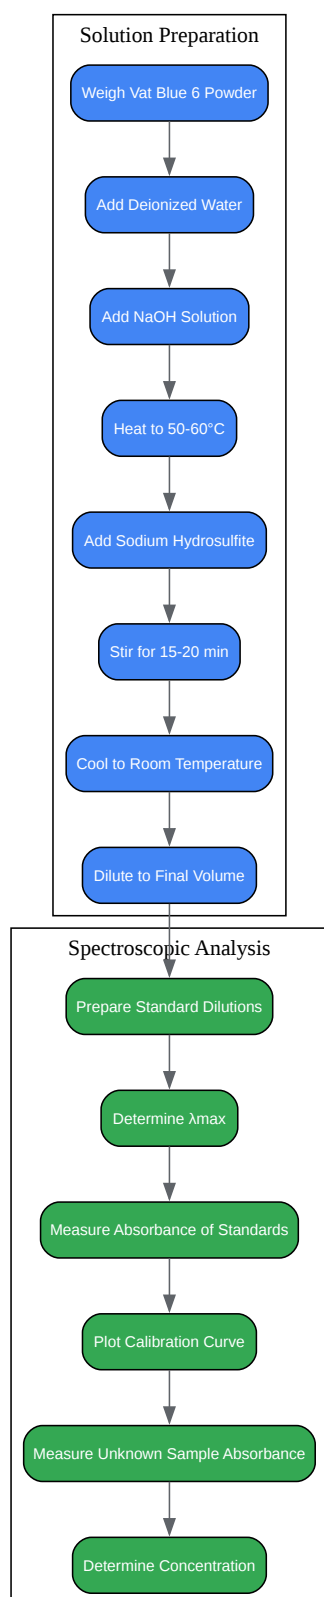 Solution Preparation
Weigh Vat Blue 6 Powder
Add Deionized Water
Add NaOH Solution
Heat to 50-60°C
Add Sodium Hydrosulfite
Stir for 15-20 min
Cool to Room Temperature
Dilute to Final Volume
Spectroscopic Analysis
Prepare Standard Dilutions
Determine λmax
Measure Absorbance of Standards
Plot Calibration Curve
Measure Unknown Sample Absorbance
Determine Concentration